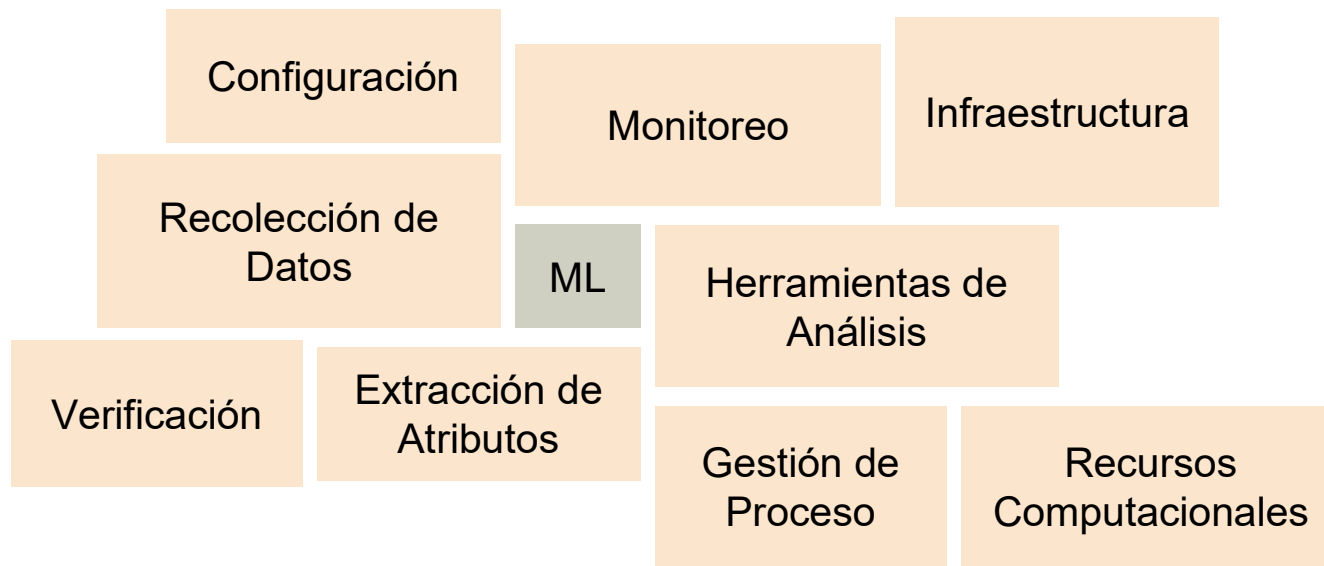 Configuración
Monitoreo
Infraestructura
Recolección de
Datos
ML
Herramientas de
Análisis
Verificación
Extracción de
Atributos
Gestión de
Proceso
Recursos
Computacionales